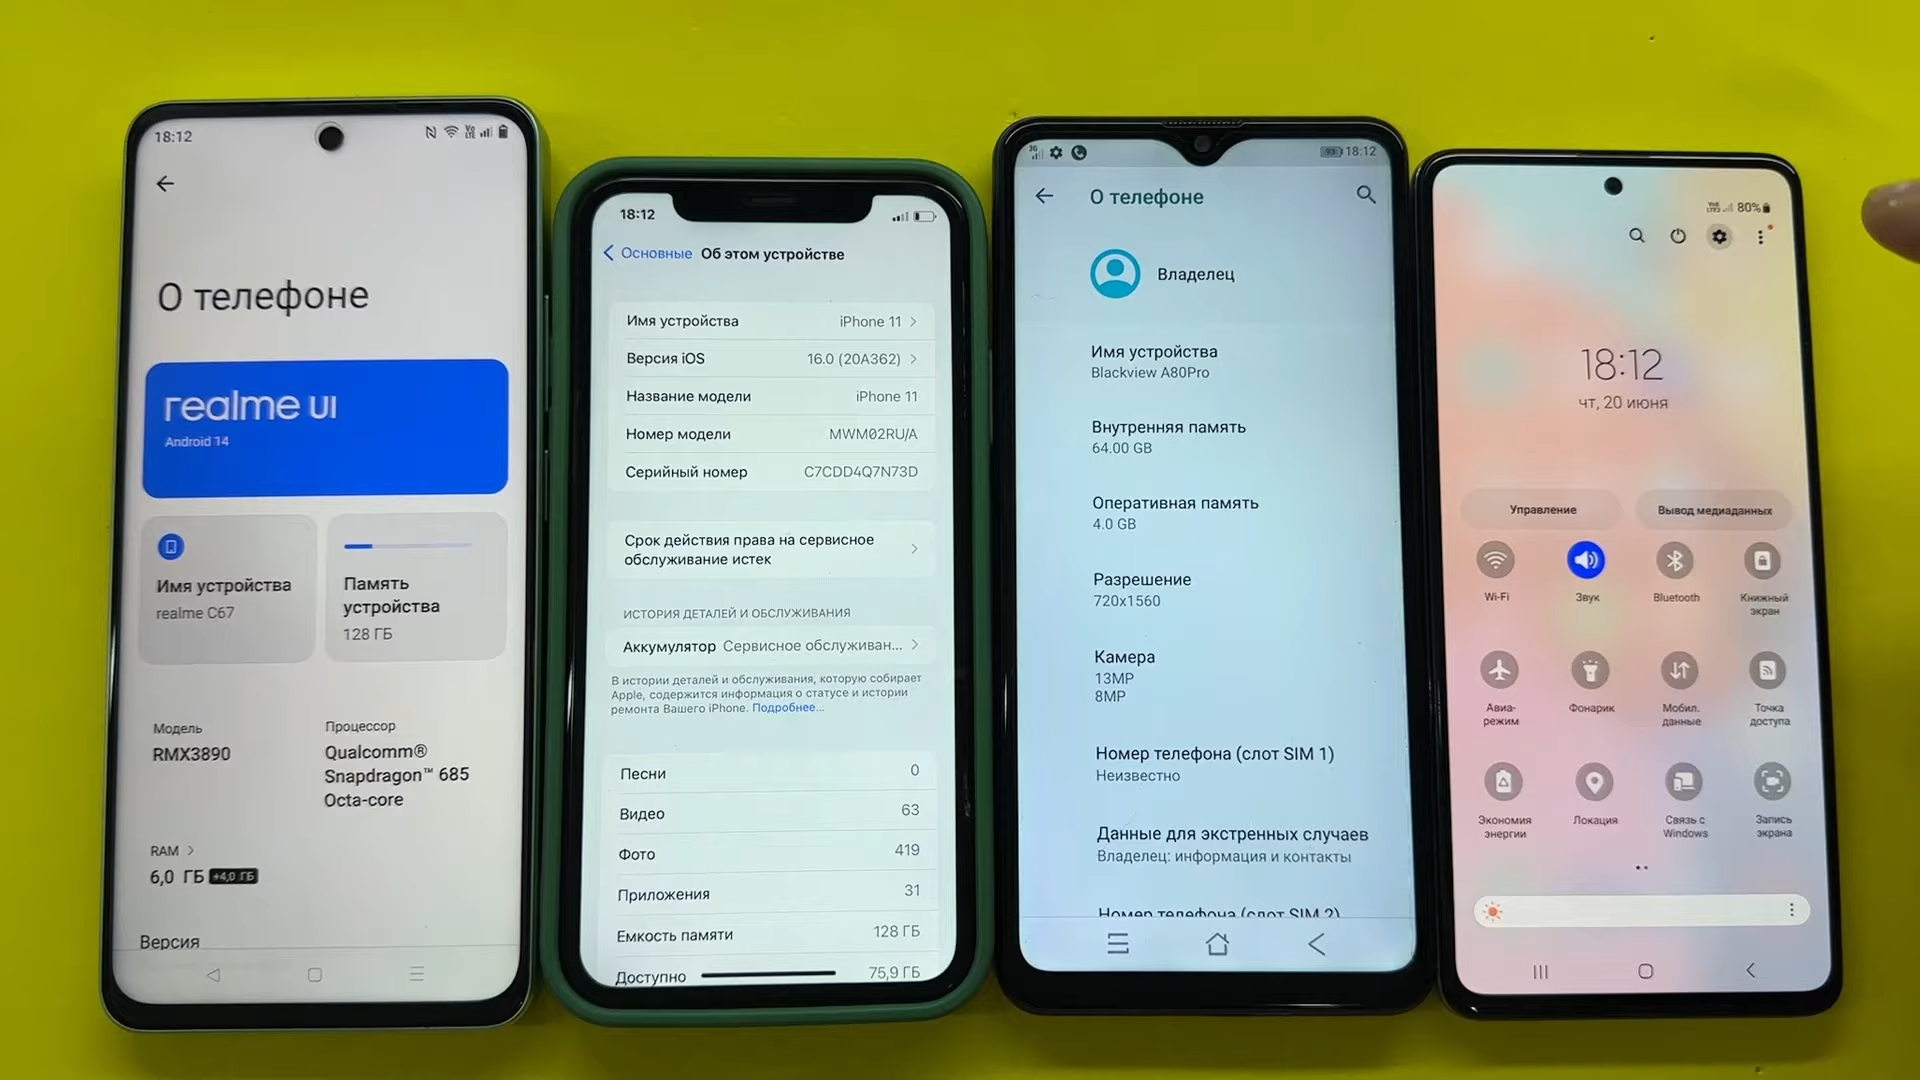 18:12
О телефоне
realme UI
Android 14
Имя устройства
realme C67
Память
устройства
128 ГБ
Модель
RMX3890
Процессор
Qualcomm®
Snapdragon™ 685
Octa-core
RAM
6,0 ГБ +4,0 ГБ
Версия
18:12
Основные Об этом устройстве
Имя устройства iPhone 11
Версия iOS 16.0 (20A362)
Название модели iPhone 11
Номер модели MWM02RU/A
Серийный номер C7CDD4Q7N73D
Срок действия права на сервисное
обслуживание истек
ИСТОРИЯ ДЕТАЛЕЙ И ОБСЛУЖИВАНИЯ
Аккумулятор Сервисное обслуживан...
В истории деталей и обслуживания, которую собирает
Apple, содержится информация о статусе и истории
ремонта Вашего iPhone. Подробнее...
Песни 0
Видео 63
Фото 419
Приложения 31
Емкость памяти 128 ГБ
Доступно 75,9 ГБ
3G 93 18:12
О телефоне
Владелец
Имя устройства
Blackview A80Pro
Внутренняя память
64.00 GB
Оперативная память
4.0 GB
Разрешение
720x1560
Камера
13MP
8MP
Номер телефона (слот SIM 1)
Неизвестно
Данные для экстренных случаев
Владелец: информация и контакты
Номер телефона (слот SIM 2)
80%
18:12
чт, 20 июня
Управление
Вывод медиаданных
Wi-Fi
Звук
Bluetooth
Книжный
экран
Авиа-
режим
Фонарик
Мобил.
данные
Точка
доступа
Экономия
энергии
Локация
Связь с
Windows
Запись
экрана